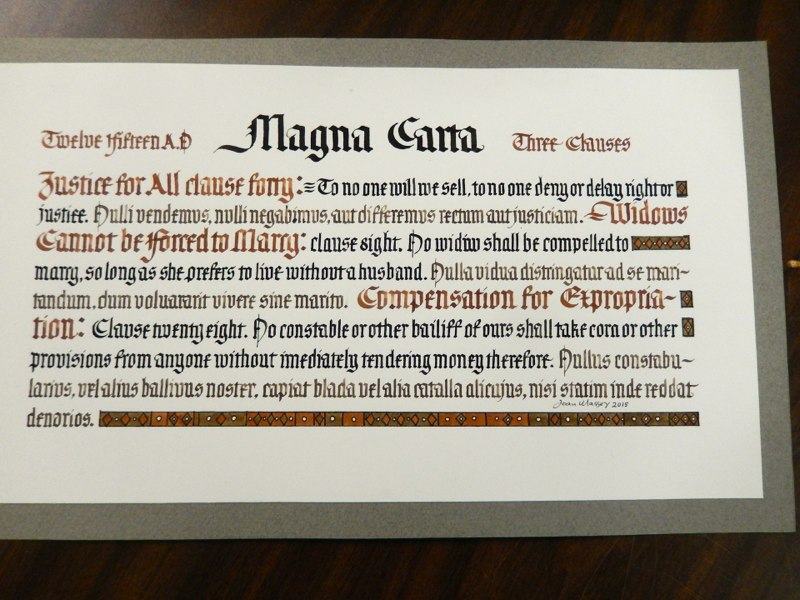 Twelve Fifteen A.D Magna Carta Three Clauses
Justice for All clause forty: To no one will we sell, to no one deny or delay right or
justice. Nulli vendemus, nulli negabimus, aut differemus rectum aut justiciam. Widows
Cannot be Forced to Marry: clause eight. No widow shall be compelled to
marry, so long as she prefers to live without a husband. Nulla vidua distringatur ad se mari-
tandum, dum voluerit vivere sine marito. Compensation for Expropria-
tion: Clause twenty eight. No constable or other bailiff of ours shall take corn or other
provisions from anyone without imediately tendering money therefore. Nullus constabu-
larius, vel alius ballivus noster, capiat blada vel alia catalla alicujus, nisi statim inde reddat
denarios.
Jean Massey 2015